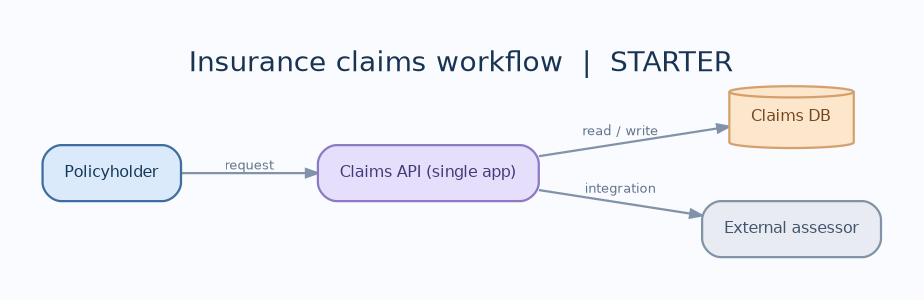 Insurance claims workflow | STARTER
Claims DB
read / write
Policyholder
request
Claims API (single app)
integration
External assessor